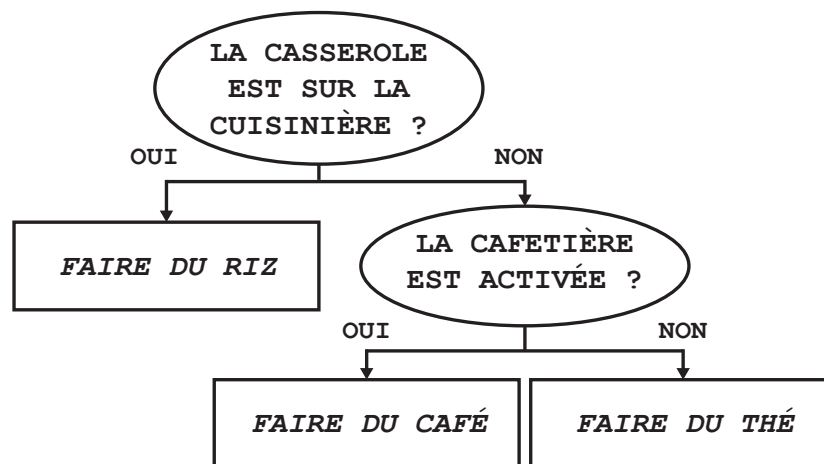 LA CASSEROLE
EST SUR LA
CUISINIÈRE ?
OUI
NON
FAIRE DU RIZ
LA CAFETIÈRE
EST ACTIVÉE ?
OUI
NON
FAIRE DU CAFÉ
FAIRE DU THÉ